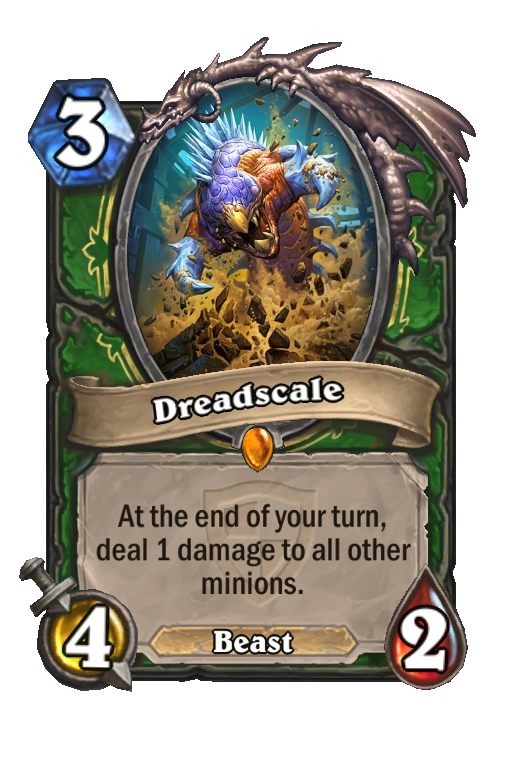 3
Dreadscale
At the end of your turn,
deal 1 damage to all other
minions.
4
Beast
2